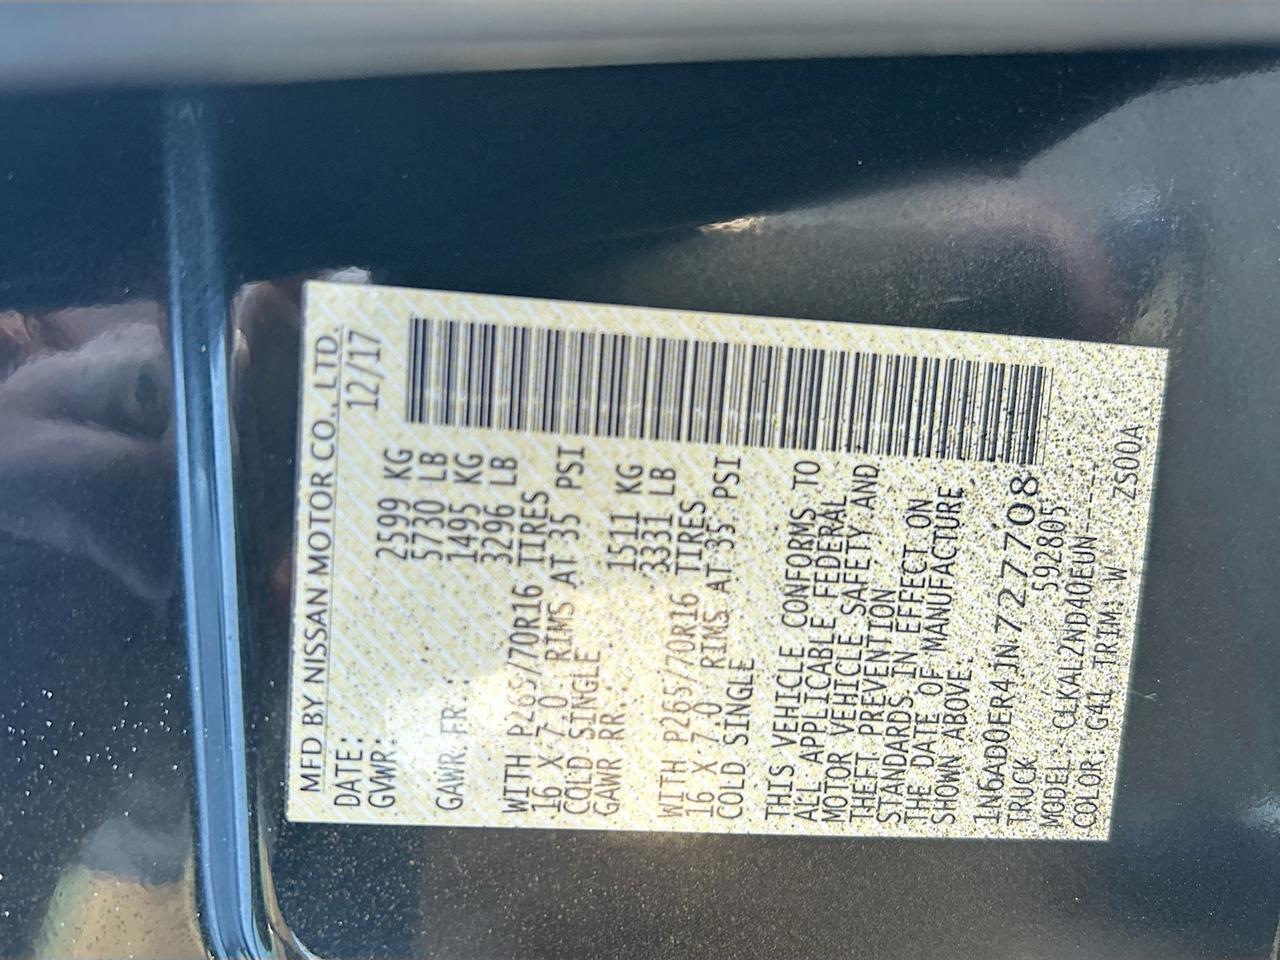 MFD BY NISSAN MOTOR CO., LTD.
DATE: 12/17
GVWR: 2599 KG
5730 LB
GAWR FR.: 1495 KG
3296 LB
WITH P265/70R16 TIRES
16 X 7.0 RIMS AT 35 PSI
COLD SINGLE
GAWR RR.: 1511 KG
3331 LB
WITH P265/70R16 TIRES
16 X 7.0 RIMS AT 35 PSI
COLD SINGLE
THIS VEHICLE CONFORMS TO
ALL APPLICABLE FEDERAL
MOTOR VEHICLE SAFETY AND
THEFT PREVENTION
STANDARDS IN EFFECT ON
THE DATE OF MANUFACTURE
SHOWN ABOVE.
1N6AD0ER4JN727708
TRUCK 592805
MODEL: CLKAL2ND40EUN-----
COLOR: G41 TRIM: W ZS00A